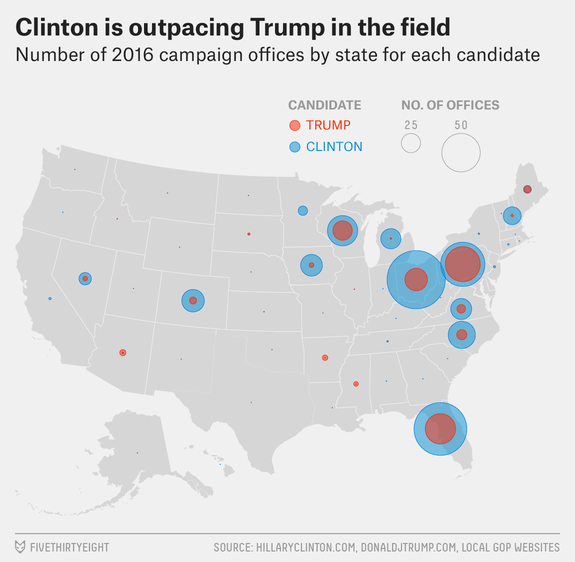 Clinton is outpacing Trump in the field
Number of 2016 campaign offices by state for each candidate
CANDIDATE
TRUMP
CLINTON
NO. OF OFFICES
25
50
FIVETHIRTYEIGHT
SOURCE: HILLARYCLINTON.COM, DONALDJTRUMP.COM, LOCAL GOP WEBSITES